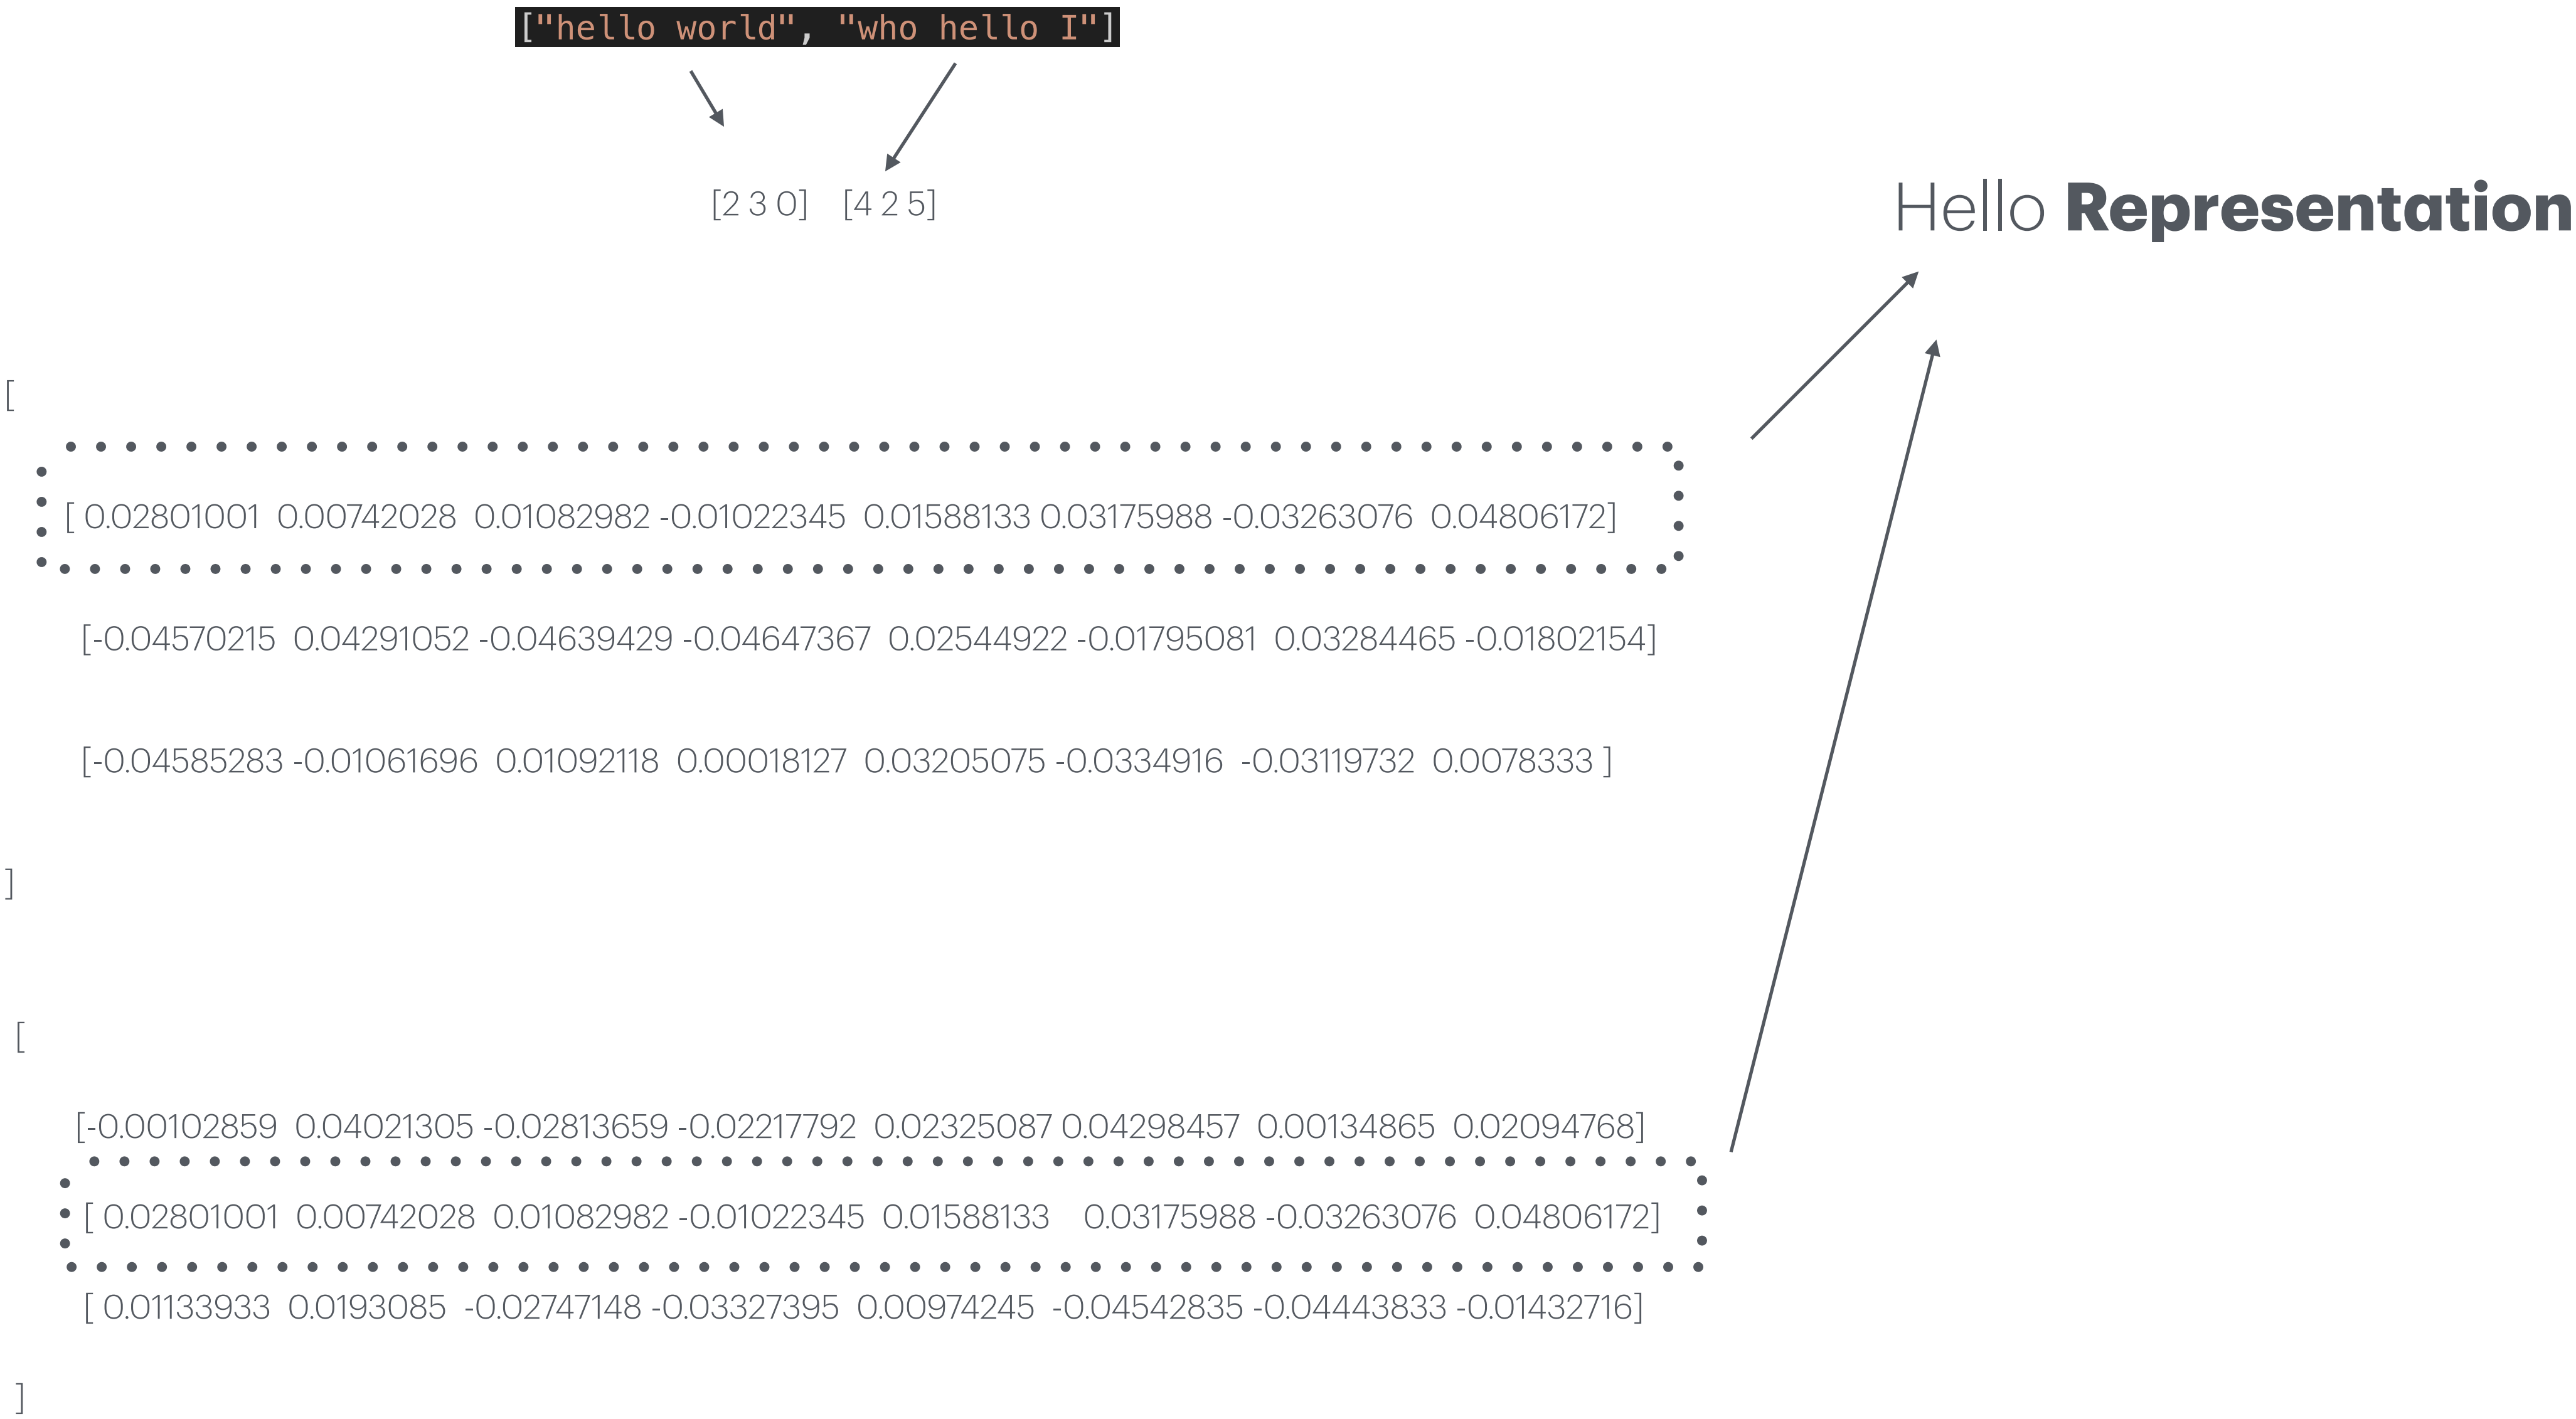 ["hello world", "who hello I"]
[2 3 0] [4 2 5]
Hello Representation
[
[ 0.02801001 0.00742028 0.01082982 -0.01022345 0.01588133 0.03175988 -0.03263076 0.04806172]
[-0.04570215 0.04291052 -0.04639429 -0.04647367 0.02544922 -0.01795081 0.03284465 -0.01802154]
[-0.04585283 -0.01061696 0.01092118 0.00018127 0.03205075 -0.0334916 -0.03119732 0.0078333 ]
]
[
[-0.00102859 0.04021305 -0.02813659 -0.02217792 0.02325087 0.04298457 0.00134865 0.02094768]
[ 0.02801001 0.00742028 0.01082982 -0.01022345 0.01588133 0.03175988 -0.03263076 0.04806172]
[ 0.01133933 0.0193085 -0.02747148 -0.03327395 0.00974245 -0.04542835 -0.04443833 -0.01432716]
]